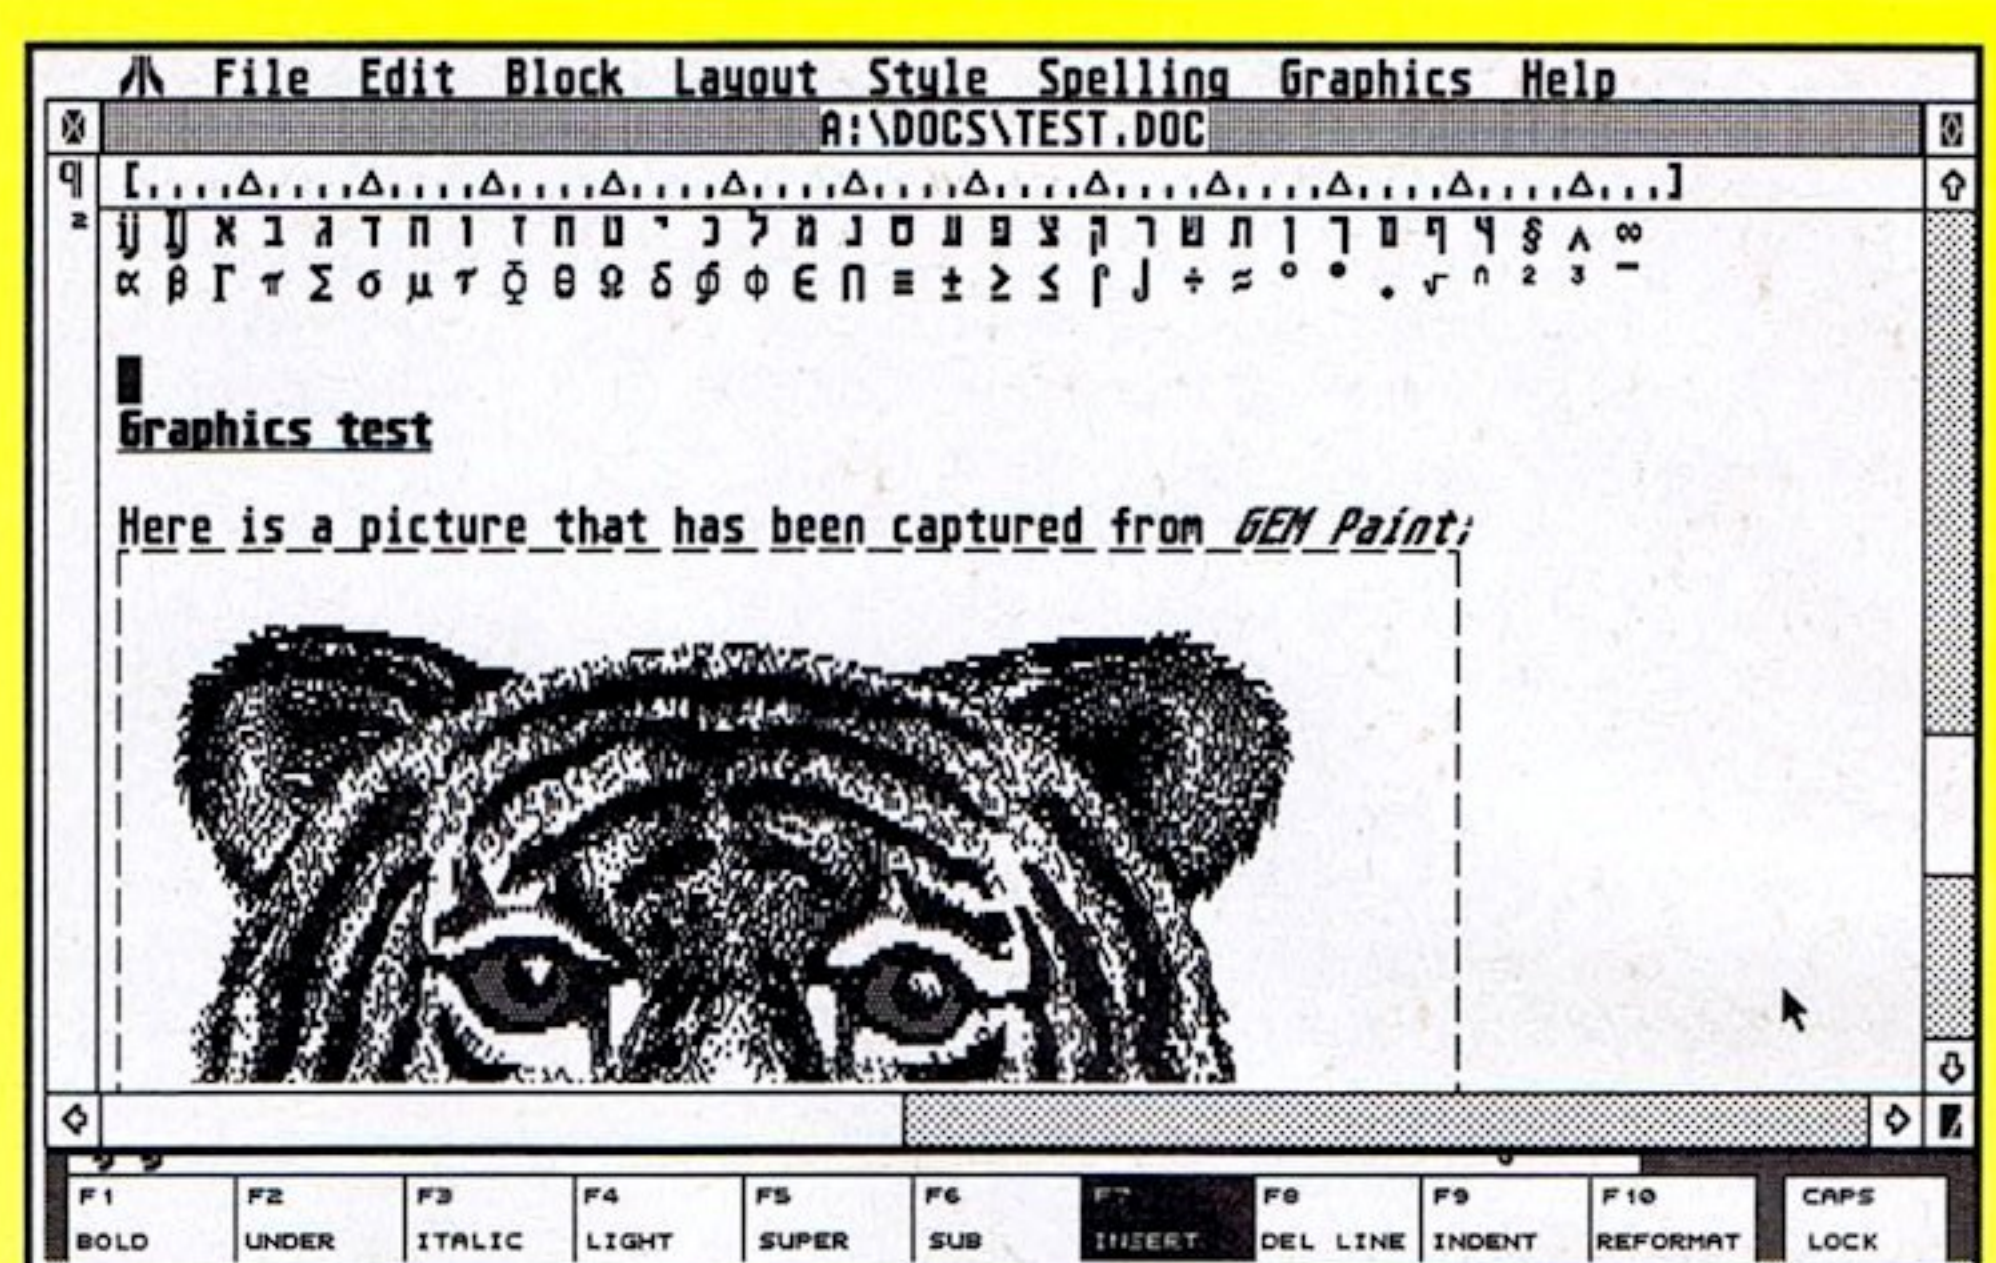 File Edit Block Layout Style Spelling Graphics Help
A:\DOCS\TEST.DOC
¶ [....△....△....△....△....△....△....△....△....△....△....△....△...]
2 ij IJ א ב ג ד ה ו ז ח ט י כ ל מ נ ס ע פ צ ק ר ש ת ן ך ם ף ץ § ∧ ∞
α β Γ π Σ σ µ τ Φ θ Ω δ ∮ ϕ ∈ ∩ ≡ ± ≥ ≤ ⌠ ⌡ ÷ ≈ ° • · √ ⁿ ² ³ ¯
Graphics test
Here is a picture that has been captured from GEM Paint:
F1 F2 F3 F4 F5 F6 F7 F8 F9 F10 CAPS
BOLD UNDER ITALIC LIGHT SUPER SUB INSERT DEL LINE INDENT REFORMAT LOCK